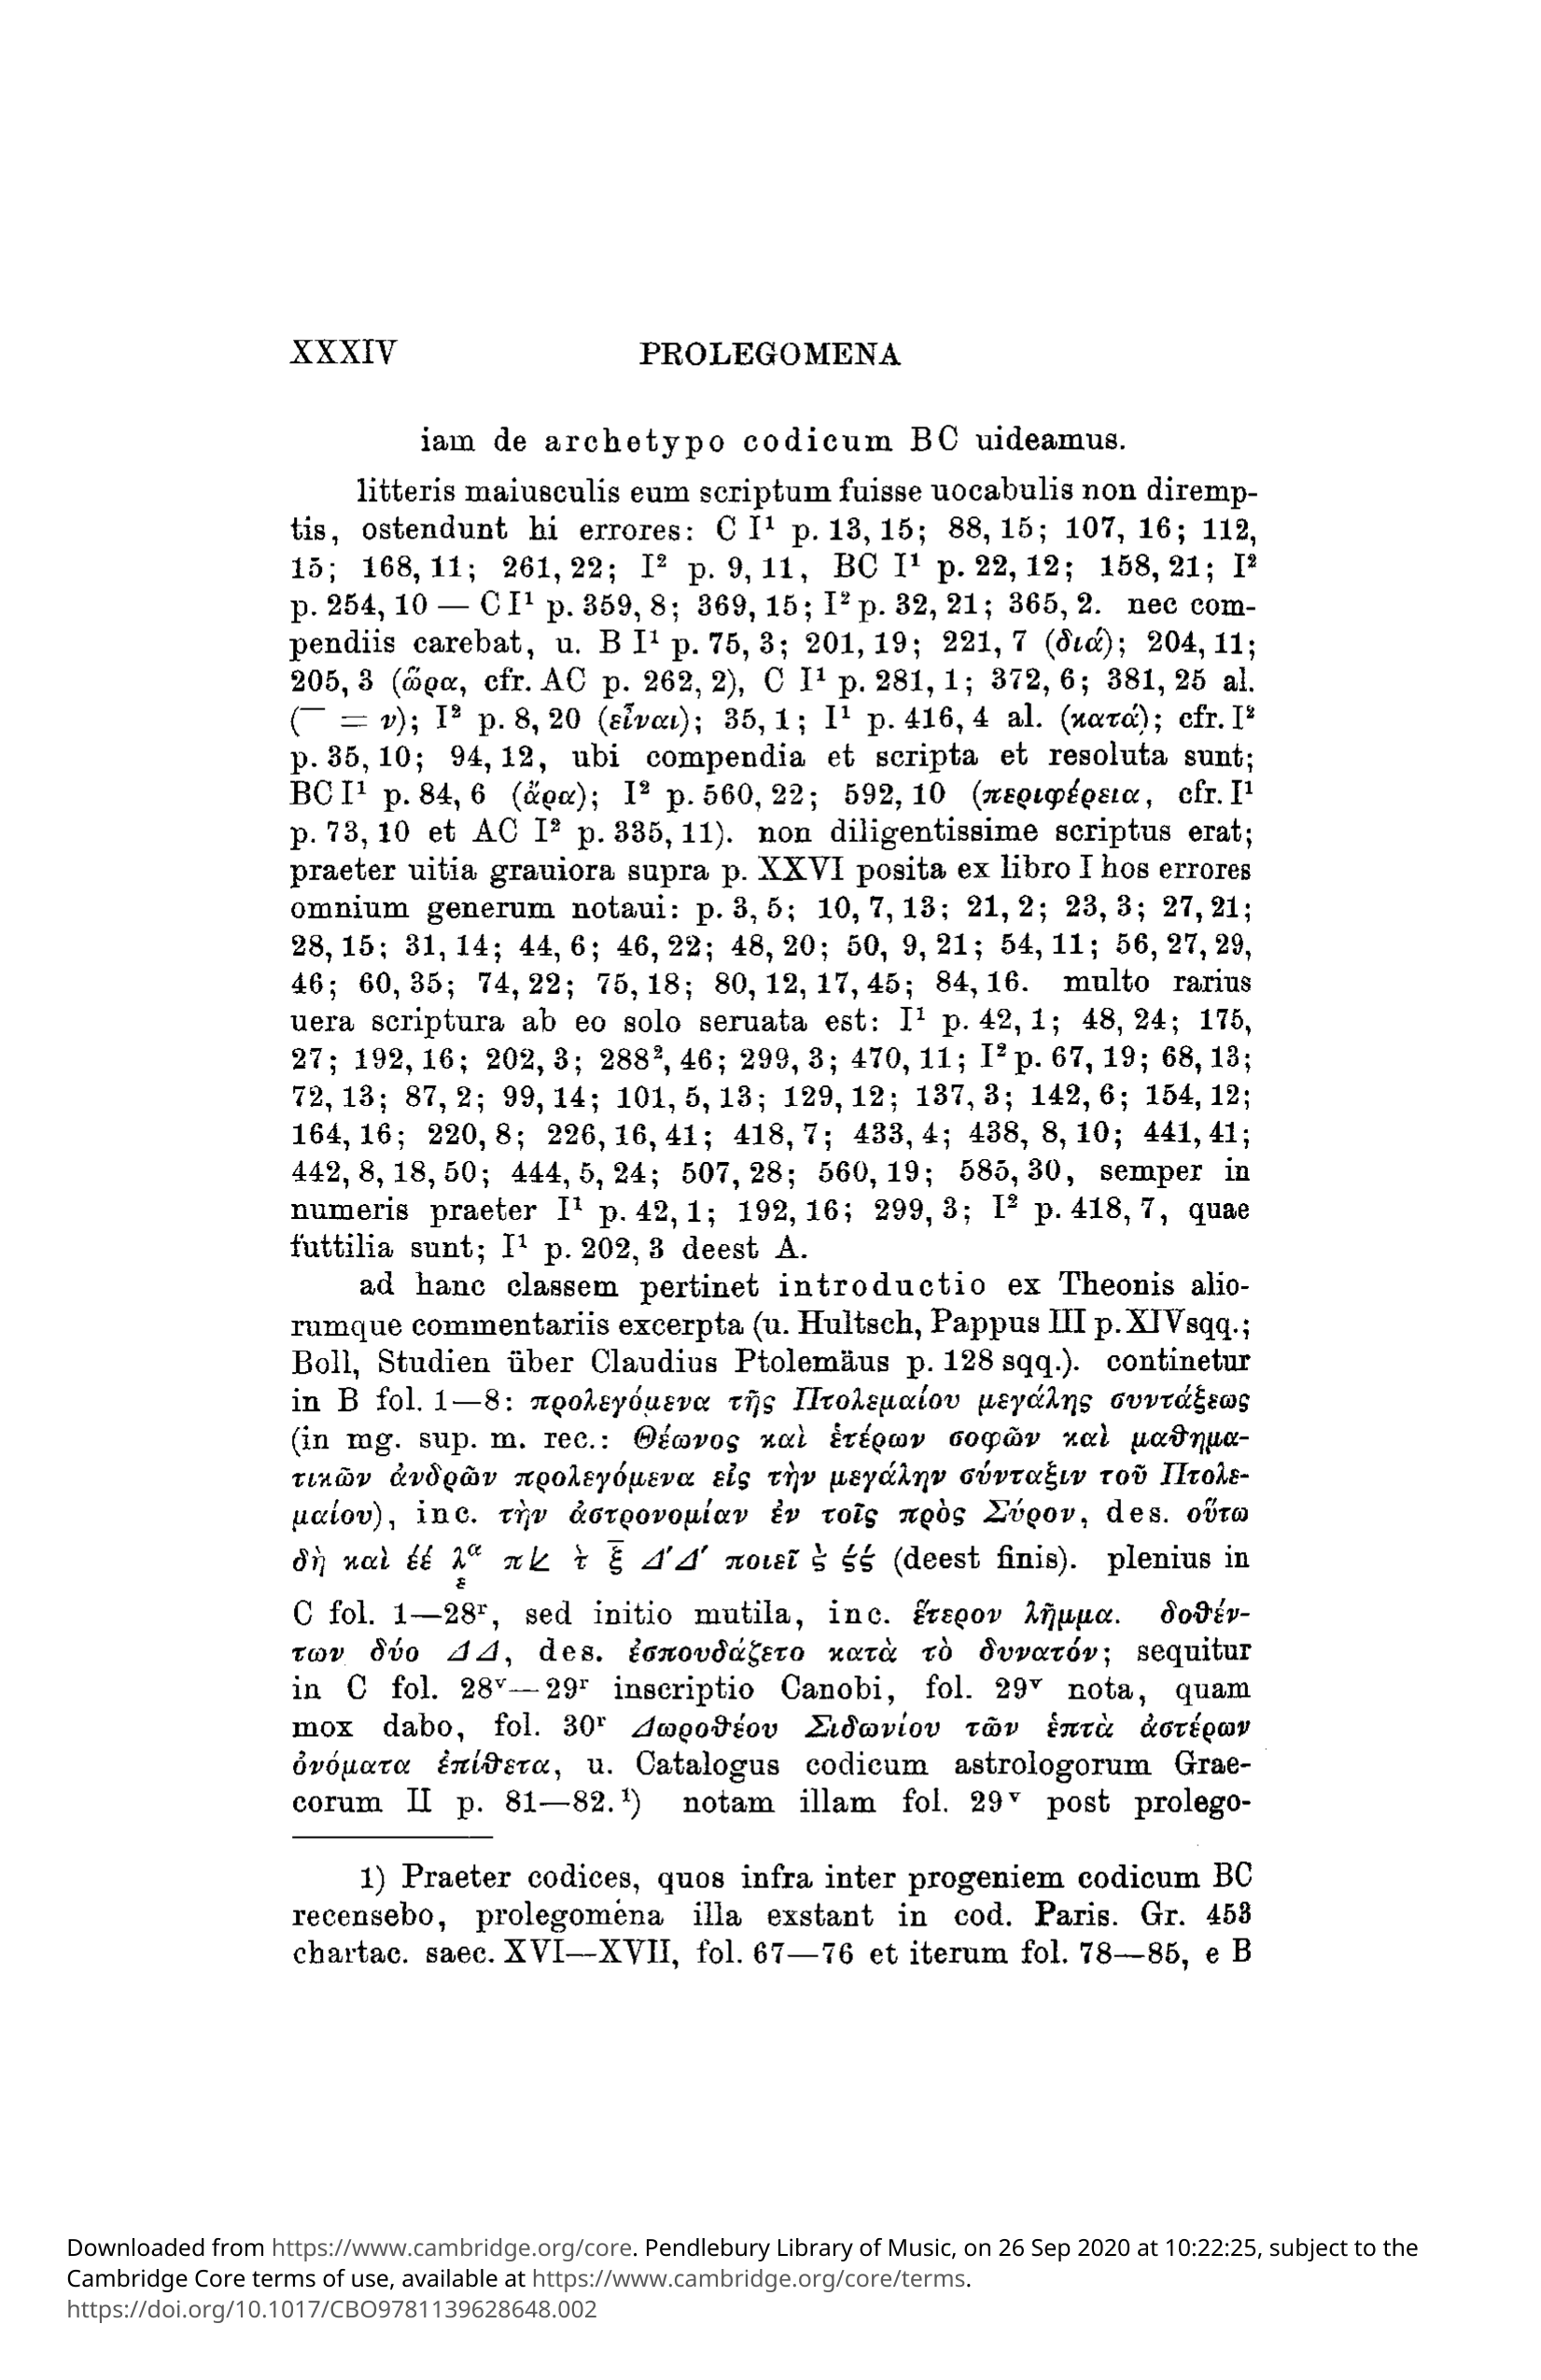 XXXIV PROLEGOMENA
iam de archetypo codicum BC uideamus.
litteris maiusculis eum scriptum fuisse uocabulis non diremp-
tis, ostendunt hi errores: C I¹ p. 13, 15; 88, 15; 107, 16; 112,
15; 168, 11; 261, 22; I² p. 9, 11, BC I¹ p. 22, 12; 158, 21; I²
p. 254, 10 — C I¹ p. 359, 8; 369, 15; I² p. 32, 21; 365, 2. nec com-
pendiis carebat, u. B I¹ p. 75, 3; 201, 19; 221, 7 (διά); 204, 11;
205, 3 (ὥρα, cfr. AC p. 262, 2), C I¹ p. 281, 1; 372, 6; 381, 25 al.
(¯ = ν); I² p. 8, 20 (εἶναι); 35, 1; I¹ p. 416, 4 al. (κατά); cfr. I²
p. 35, 10; 94, 12, ubi compendia et scripta et resoluta sunt;
BC I¹ p. 84, 6 (ἄρα); I² p. 560, 22; 592, 10 (περιφέρεια, cfr. I¹
p. 73, 10 et AC I² p. 335, 11). non diligentissime scriptus erat;
praeter uitia grauiora supra p. XXVI posita ex libro I hos errores
omnium generum notaui: p. 3, 5; 10, 7, 13; 21, 2; 23, 3; 27, 21;
28, 15; 31, 14; 44, 6; 46, 22; 48, 20; 50, 9, 21; 54, 11; 56, 27, 29,
46; 60, 35; 74, 22; 75, 18; 80, 12, 17, 45; 84, 16. multo rarius
uera scriptura ab eo solo seruata est: I¹ p. 42, 1; 48, 24; 175,
27; 192, 16; 202, 3; 288², 46; 299, 3; 470, 11; I² p. 67, 19; 68, 13;
72, 13; 87, 2; 99, 14; 101, 5, 13; 129, 12; 137, 3; 142, 6; 154, 12;
164, 16; 220, 8; 226, 16, 41; 418, 7; 433, 4; 438, 8, 10; 441, 41;
442, 8, 18, 50; 444, 5, 24; 507, 28; 560, 19; 585, 30, semper in
numeris praeter I¹ p. 42, 1; 192, 16; 299, 3; I² p. 418, 7, quae
futtilia sunt; I¹ p. 202, 3 deest A.
ad hanc classem pertinet introductio ex Theonis alio-
rumque commentariis excerpta (u. Hultsch, Pappus III p. XIV sqq.;
Boll, Studien über Claudius Ptolemäus p. 128 sqq.). continetur
in B fol. 1—8: προλεγόμενα τῆς Πτολεμαίου μεγάλης συντάξεως
(in mg. sup. m. rec.: Θέωνος καὶ ἑτέρων σοφῶν καὶ μαθημα-
τικῶν ἀνδρῶν προλεγόμενα εἰς τὴν μεγάλην σύνταξιν τοῦ Πτολε-
μαίου), inc. τὴν ἀστρονομίαν ἐν τοῖς πρὸς Σύρον, des. οὕτω
δὴ καὶ λα ποιεῖ (deest finis). plenius in
C fol. 1—28ʳ, sed initio mutila, inc. ἕτερον λῆμμα. δοθέν-
των δύο ΔΔ, des. ἐσπουδάζετο κατὰ τὸ δυνατόν; sequitur
in C fol. 28ᵛ—29ʳ inscriptio Canobi, fol. 29ᵛ nota, quam
mox dabo, fol. 30ʳ Δωροθέου Σιδωνίου τῶν ἑπτὰ ἀστέρων
ὀνόματα ἐπίθετα, u. Catalogus codicum astrologorum Grae-
corum II p. 81—82.¹) notam illam fol. 29ᵛ post prolego-
1) Praeter codices, quos infra inter progeniem codicum BC
recensebo, prolegomena illa exstant in cod. Paris. Gr. 453
chartac. saec. XVI—XVII, fol. 67—76 et iterum fol. 78—85, e B
Downloaded from https://www.cambridge.org/core. Pendlebury Library of Music, on 26 Sep 2020 at 10:22:25, subject to the
Cambridge Core terms of use, available at https://www.cambridge.org/core/terms.
https://doi.org/10.1017/CBO9781139628648.002